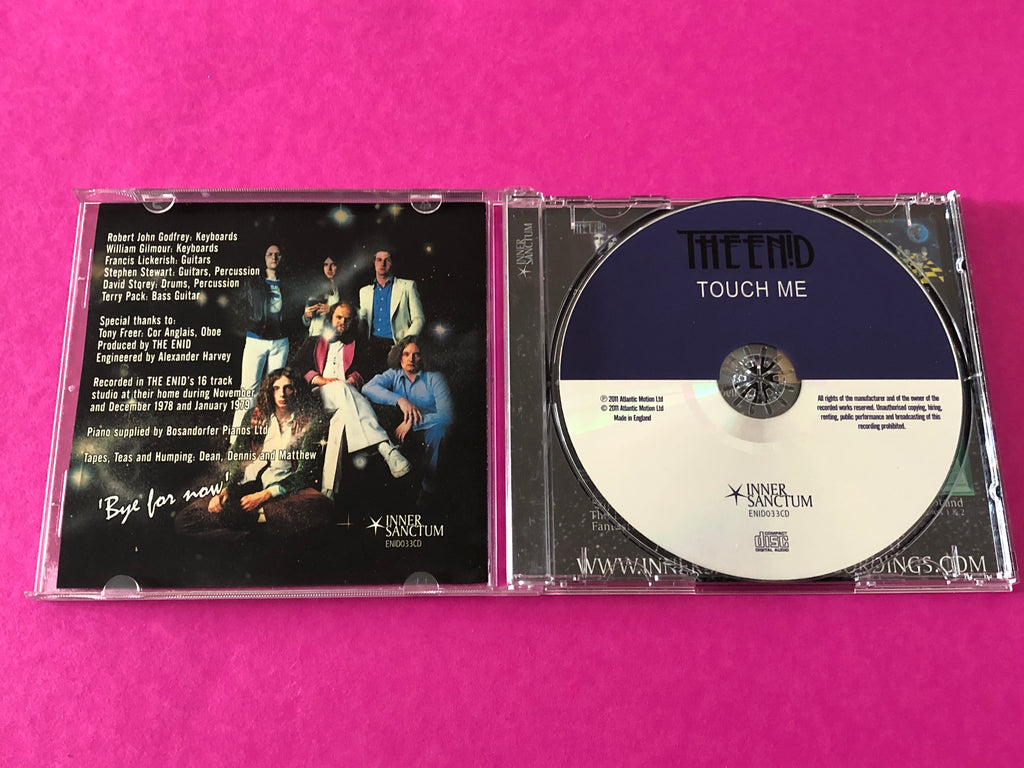 Robert John Godfrey: Keyboards
William Gilmour: Keyboards
Francis Lickerish: Guitars
Stephen Stewart: Guitars, Percussion
David Storey: Drums, Percussion
Terry Pack: Bass Guitar
Special thanks to:
Tony Freer: Cor Anglais, Oboe
Produced by THE ENID
Engineered by Alexander Harvey
Recorded in THE ENID's 16 track
studio at their home during November
and December 1978 and January 1979
Piano supplied by Bosandorfer Pianos Ltd
Tapes, Teas and Humping: Dean, Dennis and Matthew
'Bye for now'
INNER
SANCTUM
ENID033CD
INNER
SANCTUM
THE ENID
TOUCH ME
℗ 2011 Atlantic Motion Ltd
© 2011 Atlantic Motion Ltd
Made in England
All rights of the manufacturer and of the owner of the
recorded works reserved. Unauthorised copying, hiring,
renting, public performance and broadcasting of this
recording prohibited.
INNER
SANCTUM
ENID033CD
COMPACT
disc
DIGITAL AUDIO
WWW.INNER
RDINGS.COM